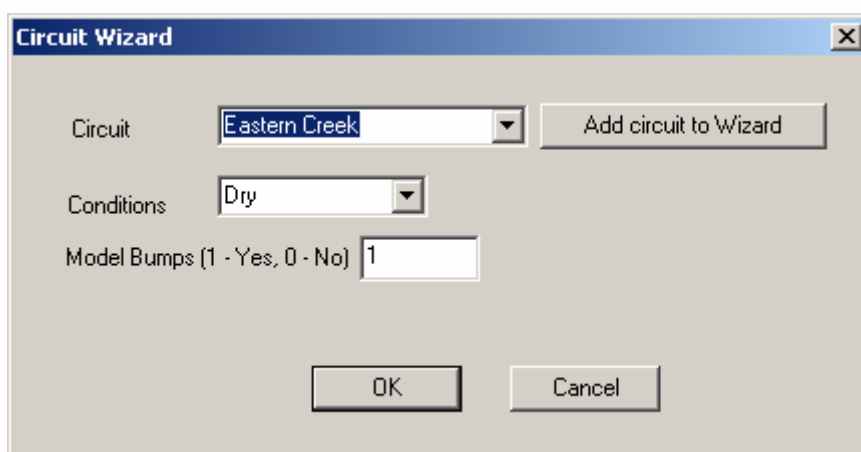 Circuit Wizard
Circuit Eastern Creek Add circuit to Wizard
Conditions Dry
Model Bumps (1 - Yes, 0 - No) 1
OK Cancel